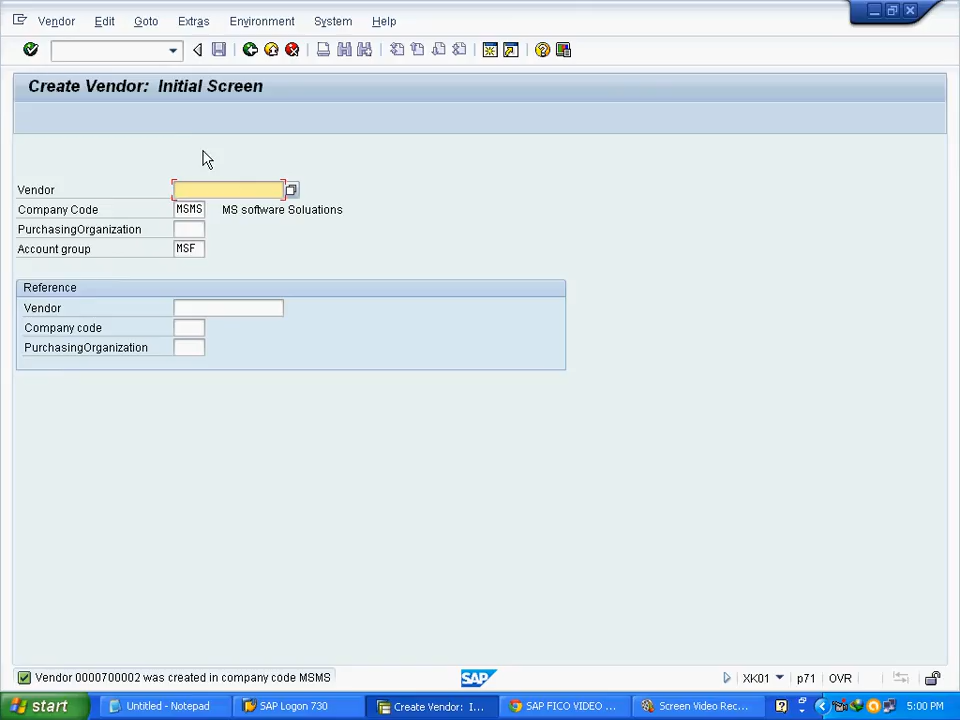 Vendor Edit Goto Extras Environment System Help
Create Vendor: Initial Screen
Vendor
Company Code MSMS MS software Soluations
PurchasingOrganization
Account group MSF
Reference
Vendor
Company code
PurchasingOrganization
Vendor 0000700002 was created in company code MSMS SAP XK01 p71 OVR
start Untitled - Notepad SAP Logon 730 Create Vendor: I... SAP FICO VIDEO ... Screen Video Rec... 5:00 PM